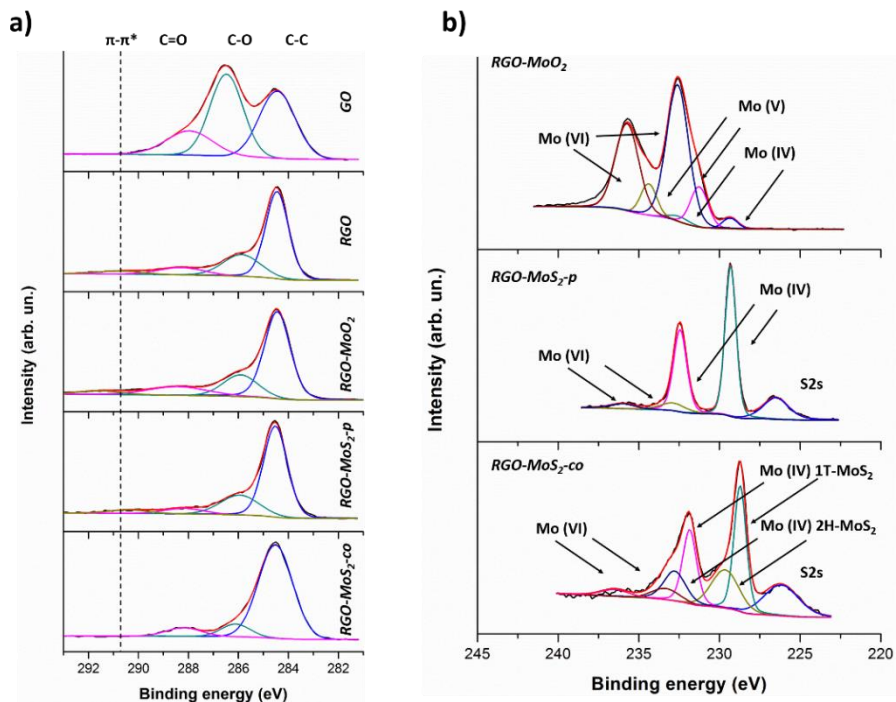 a)
π-π* C=O C-O C-C
GO
RGO
RGO-MoO2
RGO-MoS2-p
RGO-MoS2-co
Intensity (arb. un.)
292 290 288 286 284 282
Binding energy (eV)
b)
RGO-MoO2
Mo (V)
Mo (VI)
Mo (IV)
RGO-MoS2-p
Mo (IV)
Mo (VI)
S2s
RGO-MoS2-co
Mo (IV) 1T-MoS2
Mo (VI)
Mo (IV) 2H-MoS2
S2s
Intensity (arb. un.)
245 240 235 230 225 220
Binding energy (eV)